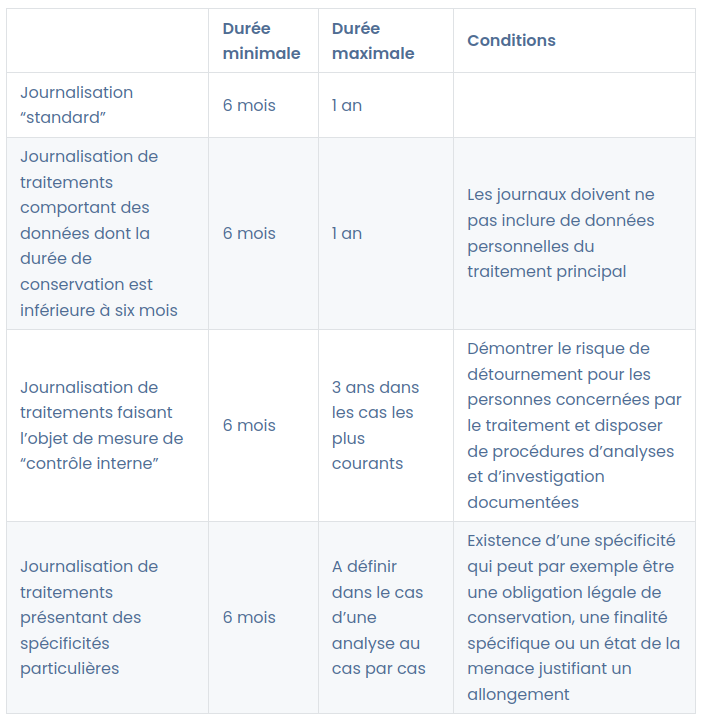 Durée
minimale
Durée
maximale
Conditions
Journalisation
“standard”
6 mois
1 an
Journalisation de
traitements
comportant des
données dont la
durée de
conservation est
inférieure à six mois
6 mois
1 an
Les journaux doivent ne
pas inclure de données
personnelles du
traitement principal
Journalisation de
traitements faisant
l’objet de mesure de
“contrôle interne”
6 mois
3 ans dans
les cas les
plus
courants
Démontrer le risque de
détournement pour les
personnes concernées par
le traitement et disposer
de procédures d’analyses
et d’investigation
documentées
Journalisation de
traitements
présentant des
spécificités
particulières
6 mois
A définir
dans le cas
d’une
analyse au
cas par cas
Existence d’une spécificité
qui peut par exemple être
une obligation légale de
conservation, une finalité
spécifique ou un état de la
menace justifiant un
allongement